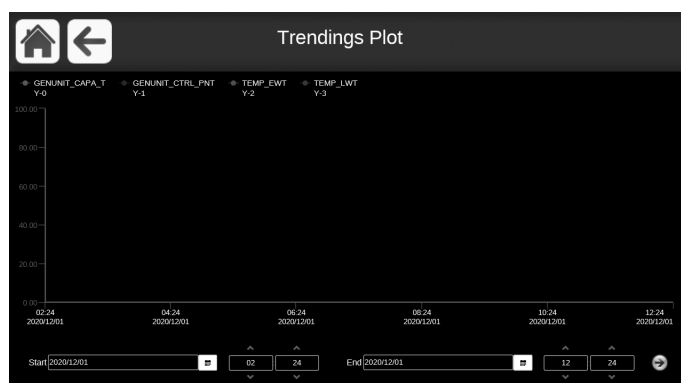 Trendings Plot
GENUNIT_CAPA_T GENUNIT_CTRL_PNT TEMP_EWT TEMP_LWT
Y-0 Y-1 Y-2 Y-3
100.00
80.00
60.00
40.00
20.00
0.00
02:24 04:24 06:24 08:24 10:24 12:24
2020/12/01 2020/12/01 2020/12/01 2020/12/01 2020/12/01 2020/12/01
Start 2020/12/01 02 24 End 2020/12/01 12 24